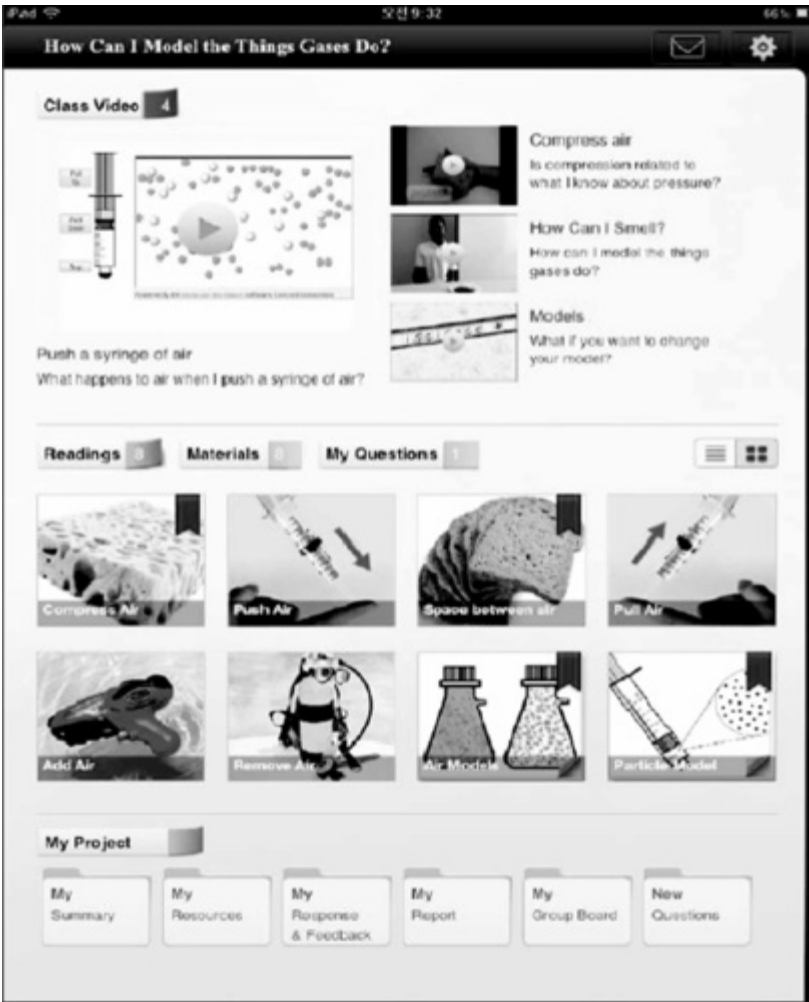 iPad 오전 9:32 66%
How Can I Model the Things Gases Do?
Class Video 4
Compress air
Is compression related to
what I know about pressure?
How Can I Smell?
How can I model the things
gases do?
Models
What if you want to change
your model?
Push a syringe of air
What happens to air when I push a syringe of air?
Readings 8 Materials 8 My Questions 1
Compress Air
Push Air
Space between air
Pull Air
Add Air
Remove Air
Air Models
Particle Model
My Project
My
Summary
My
Resources
My
Response
& Feedback
My
Report
My
Group Board
New
Questions